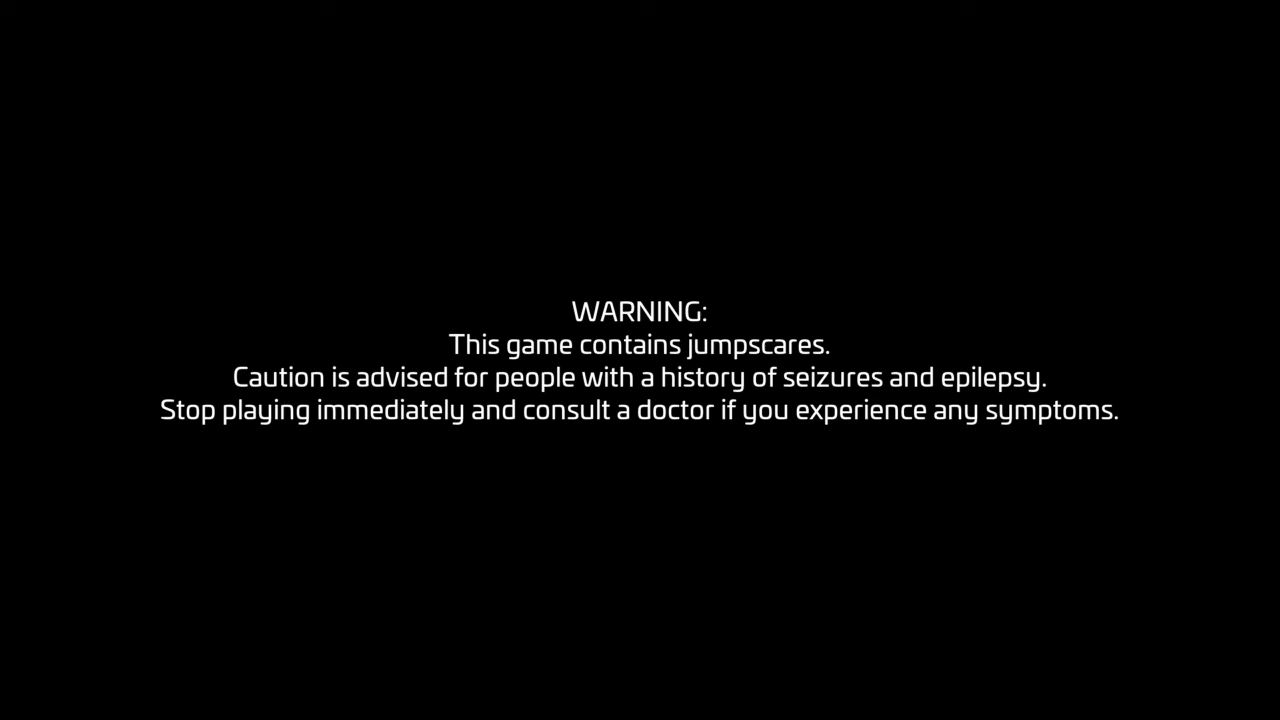 WARNING:
This game contains jumpscares.
Caution is advised for people with a history of seizures and epilepsy.
Stop playing immediately and consult a doctor if you experience any symptoms.